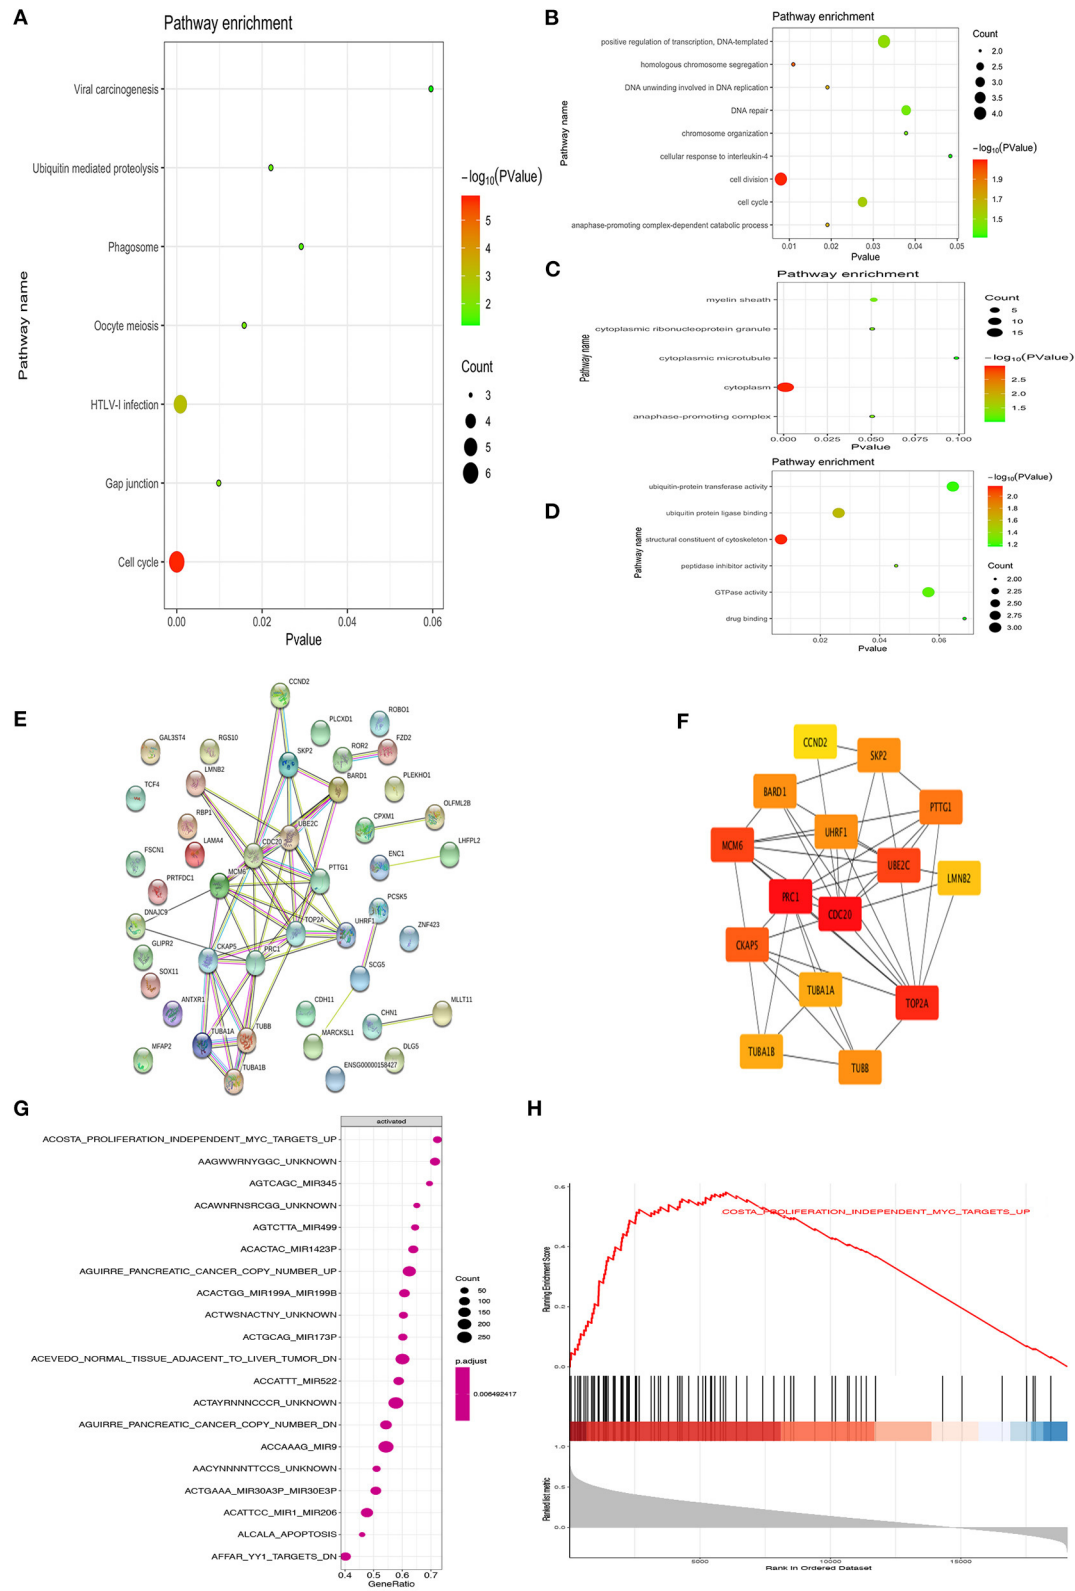 A
Pathway enrichment
Viral carcinogenesis
Ubiquitin mediated proteolysis
Phagosome
Oocyte meiosis
HTLV-I infection
Gap junction
Cell cycle
Pathway name
0.00 0.02 0.04 0.06
Pvalue
−log10(PValue)
5
4
3
2
Count
3
4
5
6
B
Pathway enrichment
positive regulation of transcription, DNA-templated
homologous chromosome segregation
DNA unwinding involved in DNA replication
DNA repair
chromosome organization
cellular response to interleukin-4
cell division
cell cycle
anaphase-promoting complex-dependent catabolic process
Pathway name
0.01 0.02 0.03 0.04 0.05
Pvalue
Count
2.0
2.5
3.0
3.5
4.0
−log10(PValue)
1.9
1.7
1.5
C
Pathway enrichment
myelin sheath
cytoplasmic ribonucleoprotein granule
cytoplasmic microtubule
cytoplasm
anaphase-promoting complex
Pathway name
0.000 0.025 0.050 0.075 0.100
Pvalue
Count
5
10
15
−log10(PValue)
2.5
2.0
1.5
D
Pathway enrichment
ubiquitin-protein transferase activity
ubiquitin protein ligase binding
structural constituent of cytoskeleton
peptidase inhibitor activity
GTPase activity
drug binding
Pathway name
0.02 0.04 0.06
Pvalue
−log10(PValue)
2.0
1.8
1.6
1.4
1.2
Count
2.00
2.25
2.50
2.75
3.00
E
CCND2
PLCXD1
ROBO1
GAL3ST4
RGS10
SKP2
ROR2
FZD2
LMNB2
BARD1
PLEKHO1
TCF4
RBP1
UBE2C
CPXM1
OLFML2B
LAMA4
CDC20
ENC1
LHFPL2
FSCN1
MCM6
PTTG1
PRTFDC1
PCSK5
DNAJC9
TOP2A
UHRF1
ZNF423
GLIPR2
CKAP5
PRC1
SCG5
SOX11
ANTXR1
CDH11
MLLT11
TUBA1A
TUBB
MARCKSL1
CHN1
MFAP2
TUBA1B
ENSG00000158427
DLG5
F
CCND2
SKP2
BARD1
PTTG1
UHRF1
MCM6
UBE2C
LMNB2
PRC1
CDC20
CKAP5
TUBA1A
TOP2A
TUBA1B
TUBB
G
activated
ACOSTA_PROLIFERATION_INDEPENDENT_MYC_TARGETS_UP
AAGWWRNYGGC_UNKNOWN
AGTCAGC_MIR345
ACAWNRNSRCGG_UNKNOWN
AGTCTTA_MIR499
ACACTAC_MIR1423P
AGUIRRE_PANCREATIC_CANCER_COPY_NUMBER_UP
ACACTGG_MIR199A_MIR199B
ACTWSNACTNY_UNKNOWN
ACTGCAG_MIR173P
ACEVEDO_NORMAL_TISSUE_ADJACENT_TO_LIVER_TUMOR_DN
ACCATTT_MIR522
ACTAYRNNNCCCR_UNKNOWN
AGUIRRE_PANCREATIC_CANCER_COPY_NUMBER_DN
ACCAAAG_MIR9
AACYNNNNTTCCS_UNKNOWN
ACTGAAA_MIR30A3P_MIR30E3P
ACATTCC_MIR1_MIR206
ALCALA_APOPTOSIS
AFFAR_YY1_TARGETS_DN
0.4 0.5 0.6 0.7
GeneRatio
Count
50
100
150
200
250
p.adjust
0.006492417
H
COSTA_PROLIFERATION_INDEPENDENT_MYC_TARGETS_UP
Running Enrichment Score
0.6
0.4
0.2
0.0
Ranked list metric
1.0
0.5
0.0
5000 10000 15000
Rank in Ordered Dataset